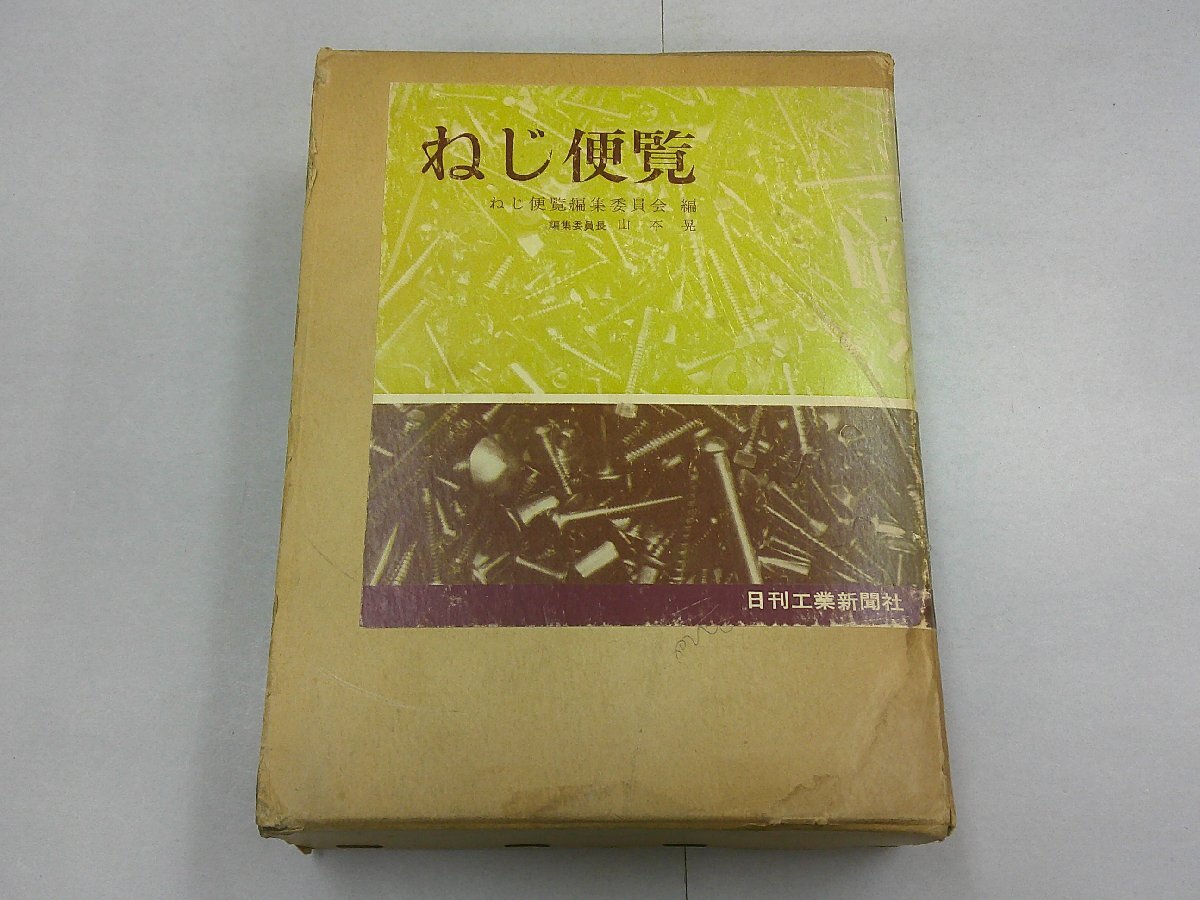 ねじ便覧
ねじ便覧編集委員会 編
編集委員長 山本 晃
日刊工業新聞社